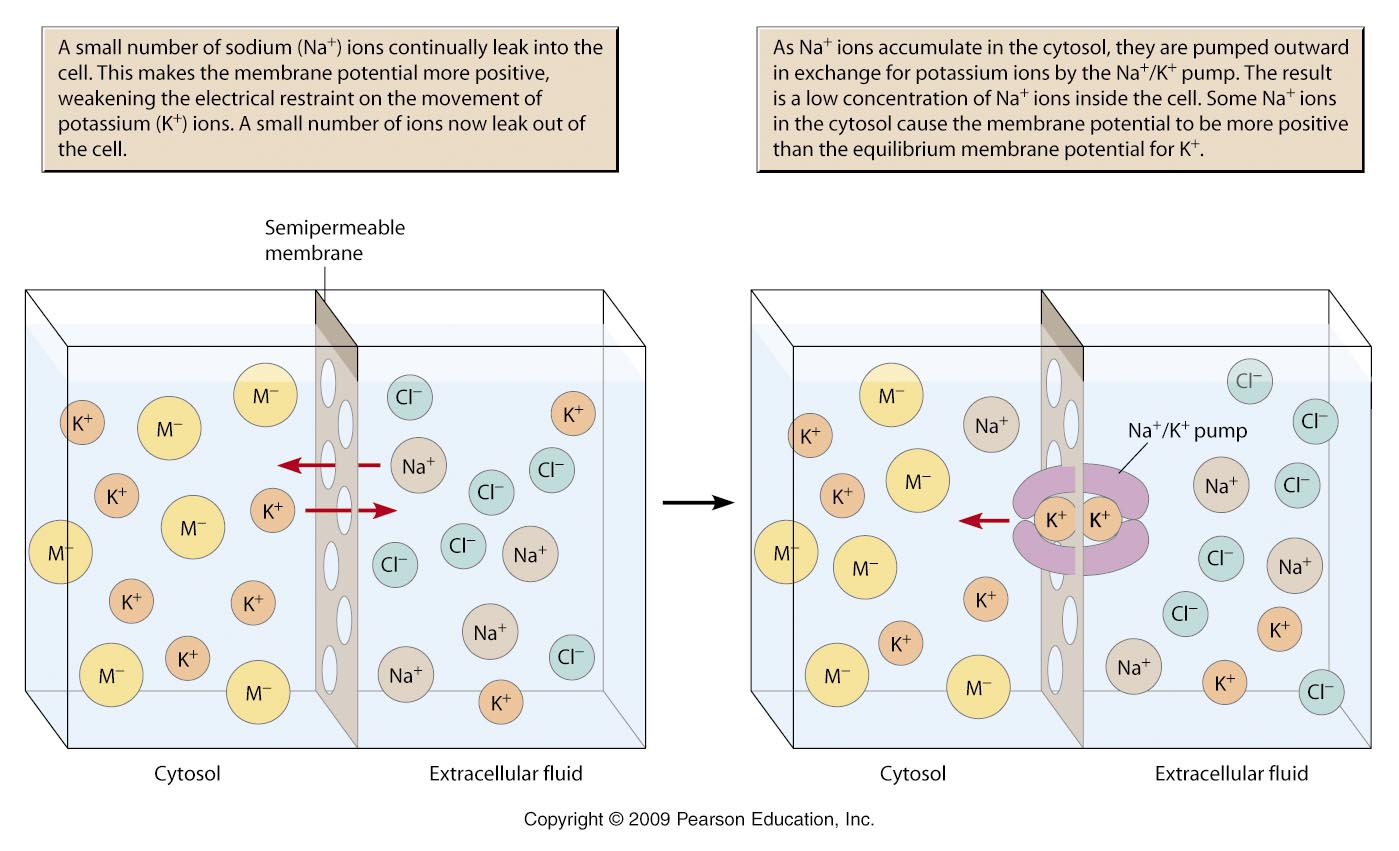 A small number of sodium (Na⁺) ions continually leak into the
cell. This makes the membrane potential more positive,
weakening the electrical restraint on the movement of
potassium (K⁺) ions. A small number of ions now leak out of
the cell.
As Na⁺ ions accumulate in the cytosol, they are pumped outward
in exchange for potassium ions by the Na⁺/K⁺ pump. The result
is a low concentration of Na⁺ ions inside the cell. Some Na⁺ ions
in the cytosol cause the membrane potential to be more positive
than the equilibrium membrane potential for K⁺.
Semipermeable
membrane
M⁻
Cl⁻
K⁺
K⁺
M⁻
Na⁺
Cl⁻
K⁺
Cl⁻
K⁺
M⁻
Cl⁻
M⁻
Cl⁻
Na⁺
K⁺
K⁺
Na⁺
K⁺
Cl⁻
M⁻
Na⁺
M⁻
K⁺
Cytosol
Extracellular fluid
Cl⁻
M⁻
Cl⁻
K⁺
Na⁺
Na⁺/K⁺ pump
M⁻
Na⁺
Cl⁻
K⁺
K⁺
K⁺
M⁻
M⁻
Cl⁻
Na⁺
K⁺
Cl⁻
K⁺
K⁺
Na⁺
M⁻
M⁻
K⁺
Cl⁻
Cytosol
Extracellular fluid
Copyright © 2009 Pearson Education, Inc.